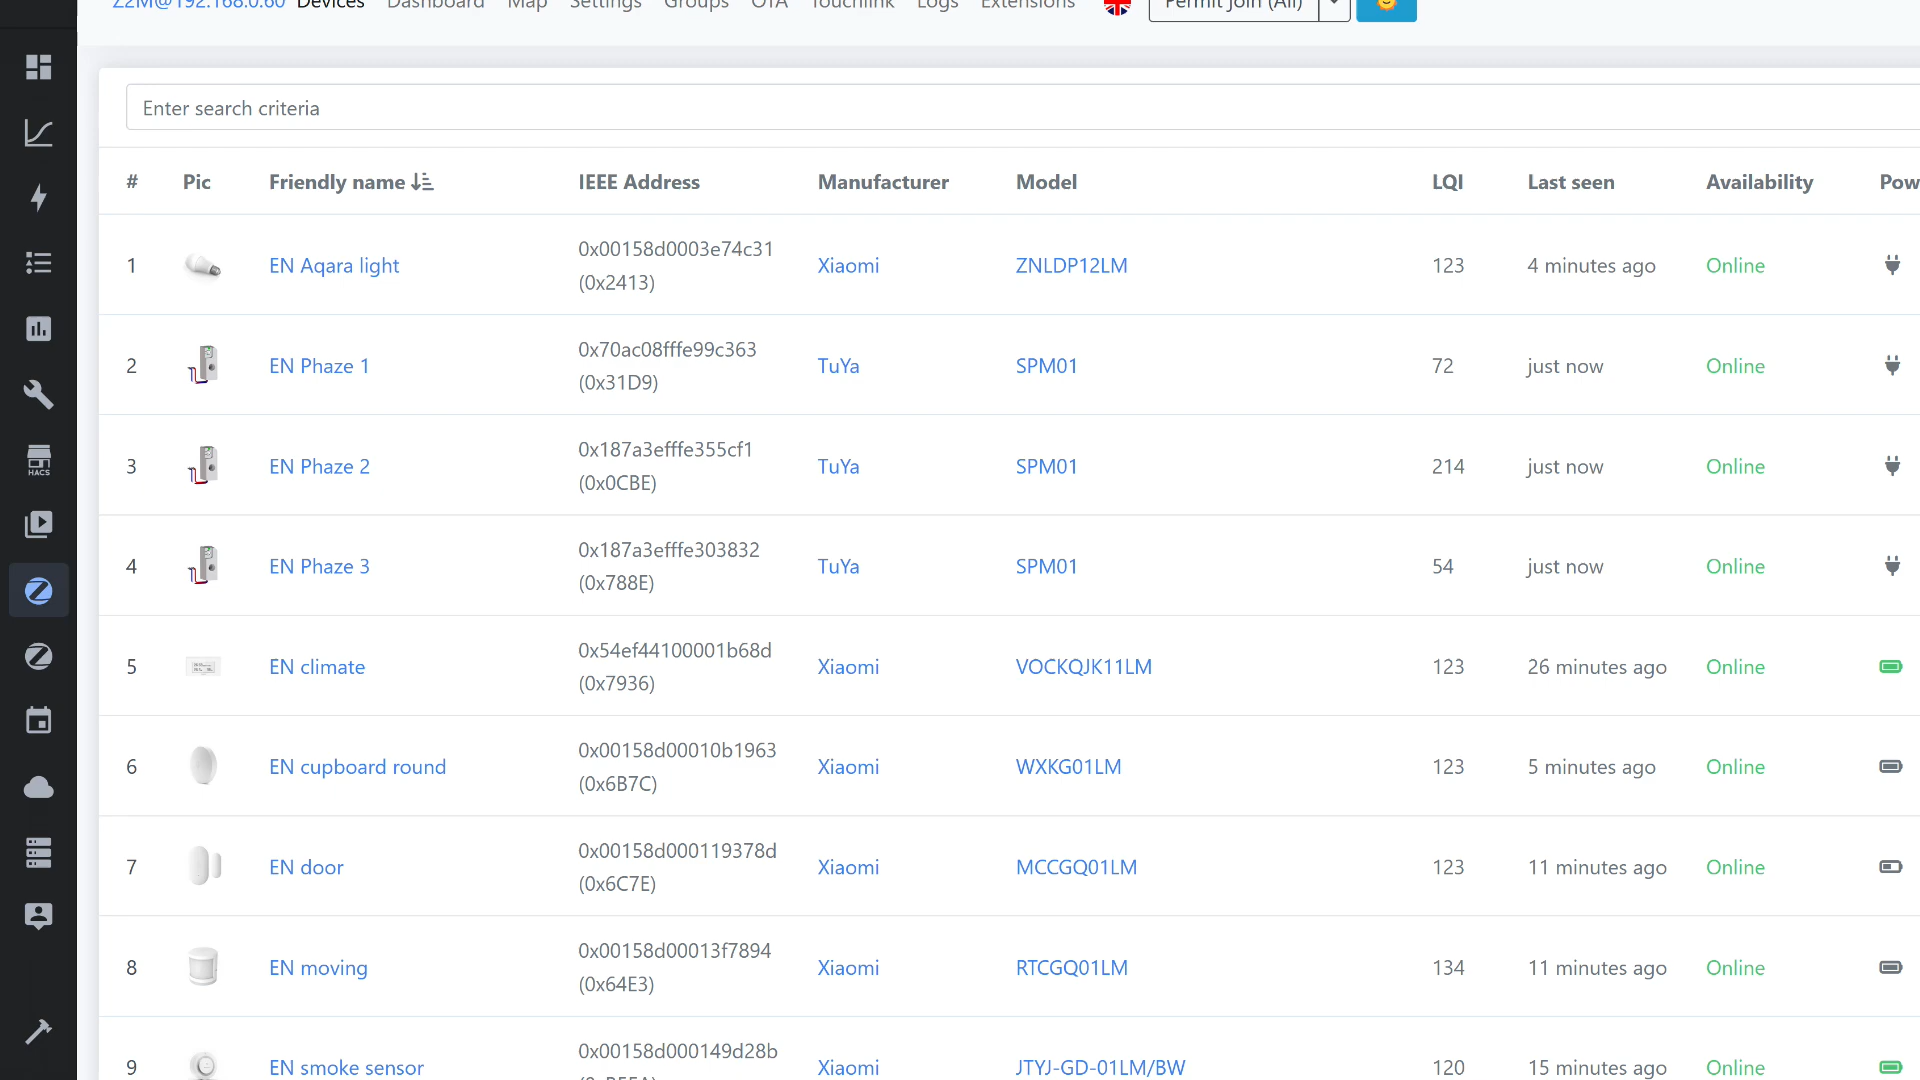 Z2M@192.168.0.60 Devices Dashboard Map Settings Groups OTA Touchlink Logs Extensions Permit join (All)
Enter search criteria
# Pic Friendly name IEEE Address Manufacturer Model LQI Last seen Availability Pow
0x00158d0003e74c31
1 EN Aqara light Xiaomi ZNLDP12LM 123 4 minutes ago Online
(0x2413)
0x70ac08fffe99c363
2 EN Phaze 1 TuYa SPM01 72 just now Online
(0x31D9)
0x187a3efffe355cf1
3 EN Phaze 2 TuYa SPM01 214 just now Online
(0x0CBE)
0x187a3efffe303832
4 EN Phaze 3 TuYa SPM01 54 just now Online
(0x788E)
0x54ef44100001b68d
5 EN climate Xiaomi VOCKQJK11LM 123 26 minutes ago Online
(0x7936)
0x00158d00010b1963
6 EN cupboard round Xiaomi WXKG01LM 123 5 minutes ago Online
(0x6B7C)
0x00158d000119378d
7 EN door Xiaomi MCCGQ01LM 123 11 minutes ago Online
(0x6C7E)
0x00158d00013f7894
8 EN moving Xiaomi RTCGQ01LM 134 11 minutes ago Online
(0x64E3)
0x00158d000149d28b
9 EN smoke sensor Xiaomi JTYJ-GD-01LM/BW 120 15 minutes ago Online
HACS